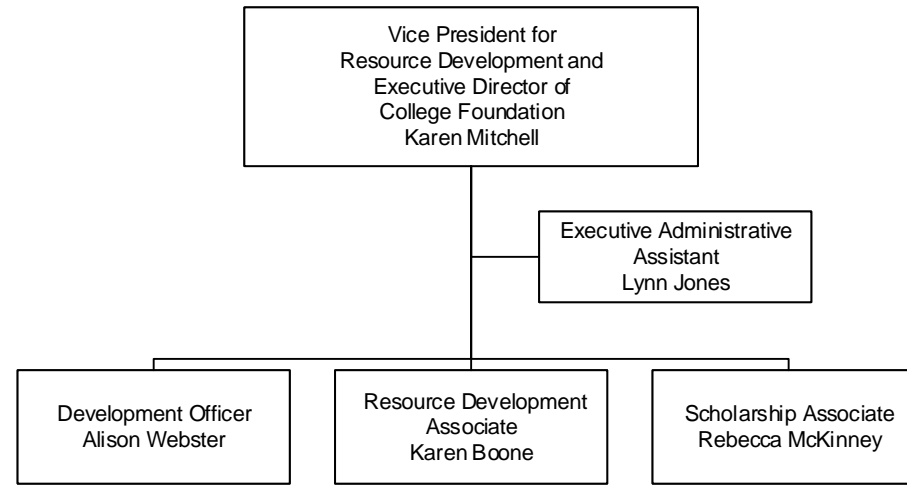 Vice President for
Resource Development and
Executive Director of
College Foundation
Karen Mitchell
Executive Administrative
Assistant
Lynn Jones
Development Officer
Alison Webster
Resource Development
Associate
Karen Boone
Scholarship Associate
Rebecca McKinney